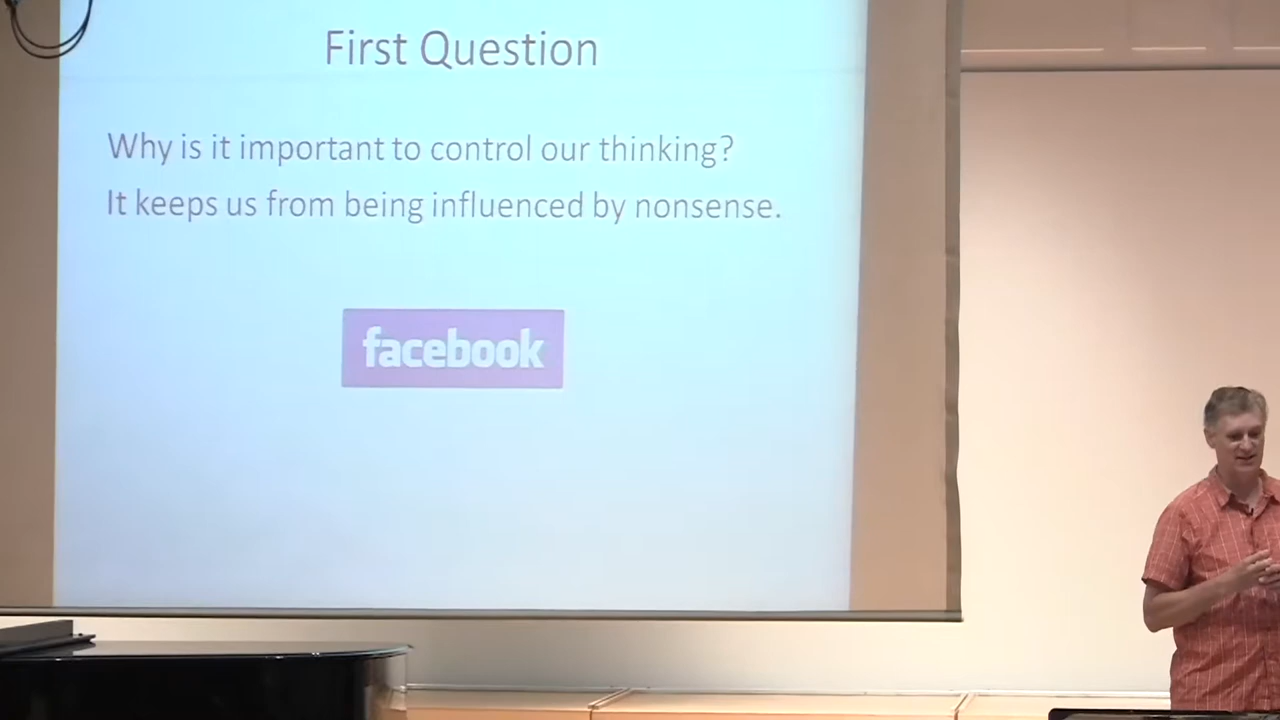 First Question
Why is it important to control our thinking?
It keeps us from being influenced by nonsense.
facebook